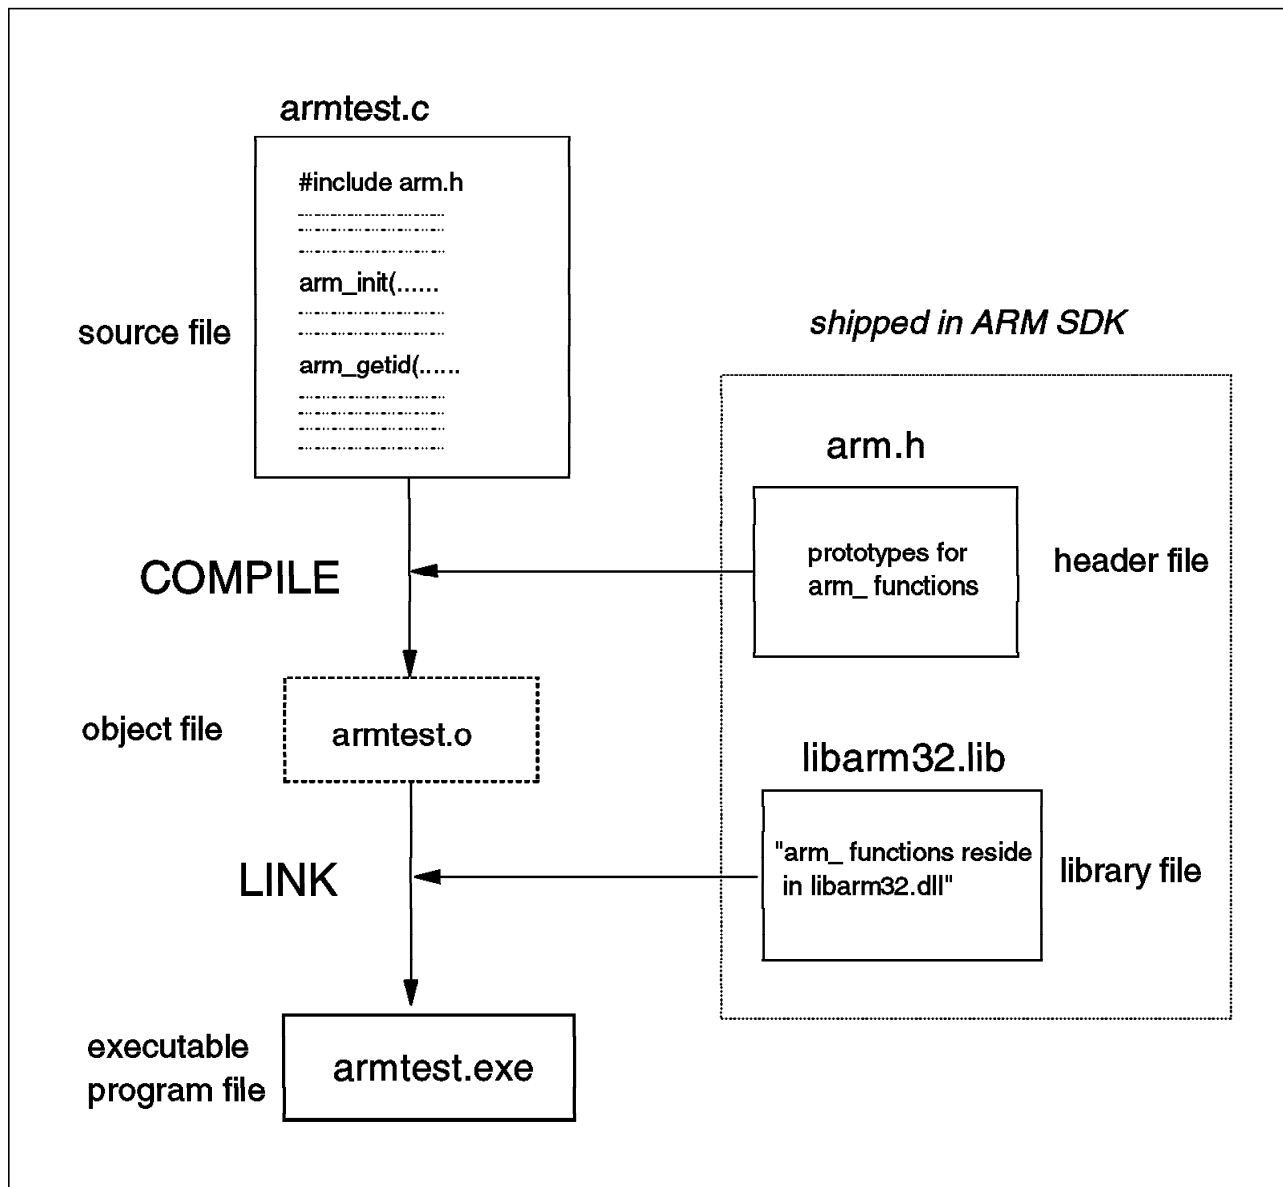 armtest.c
#include arm.h
arm_init(......
source file
arm_getid(......
shipped in ARM SDK
arm.h
prototypes for
arm_ functions
header file
COMPILE
object file
armtest.o
libarm32.lib
"arm_ functions reside
in libarm32.dll"
library file
LINK
executable
program file
armtest.exe